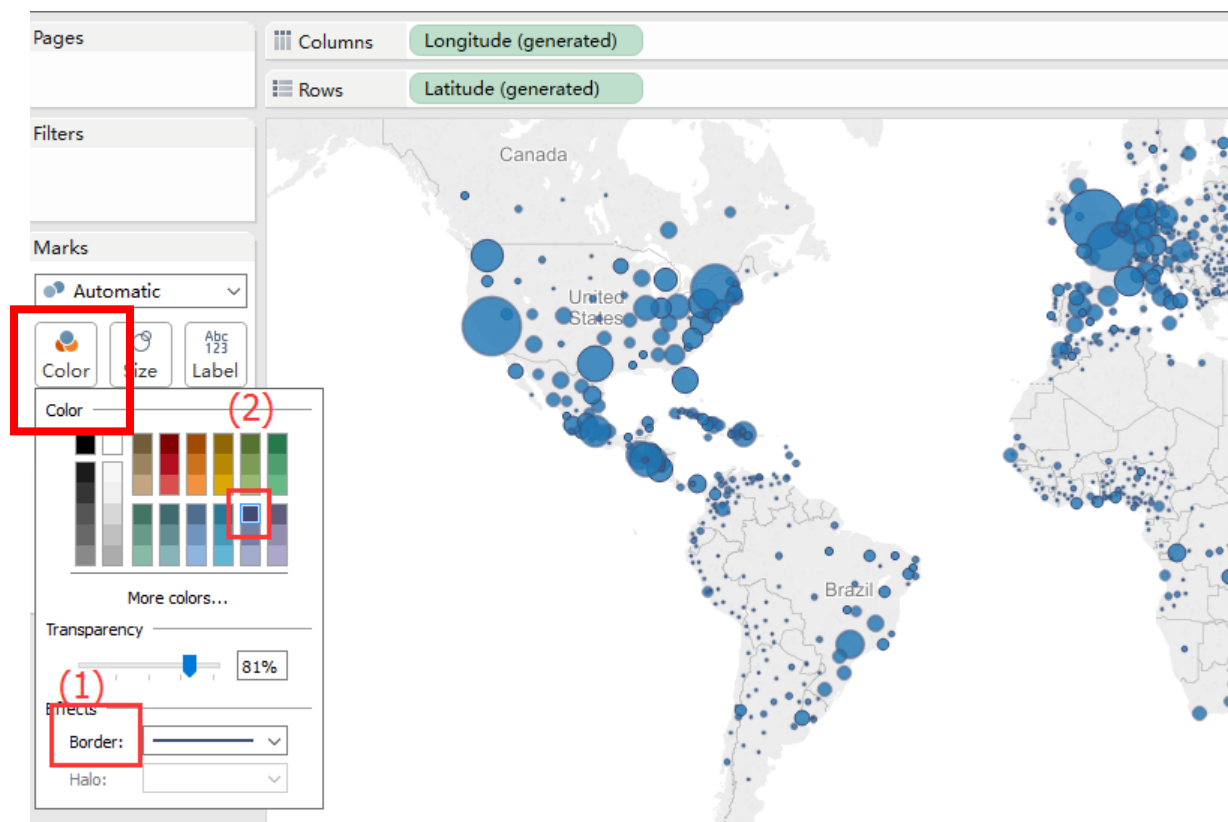 Pages
Columns
Longitude (generated)
Rows
Latitude (generated)
Filters
Marks
Automatic
Color
Size
Abc
123
Label
Color
(2)
More colors...
Transparency
81%
(1)
Effects
Border:
Halo:
Canada
United
States
Brazil